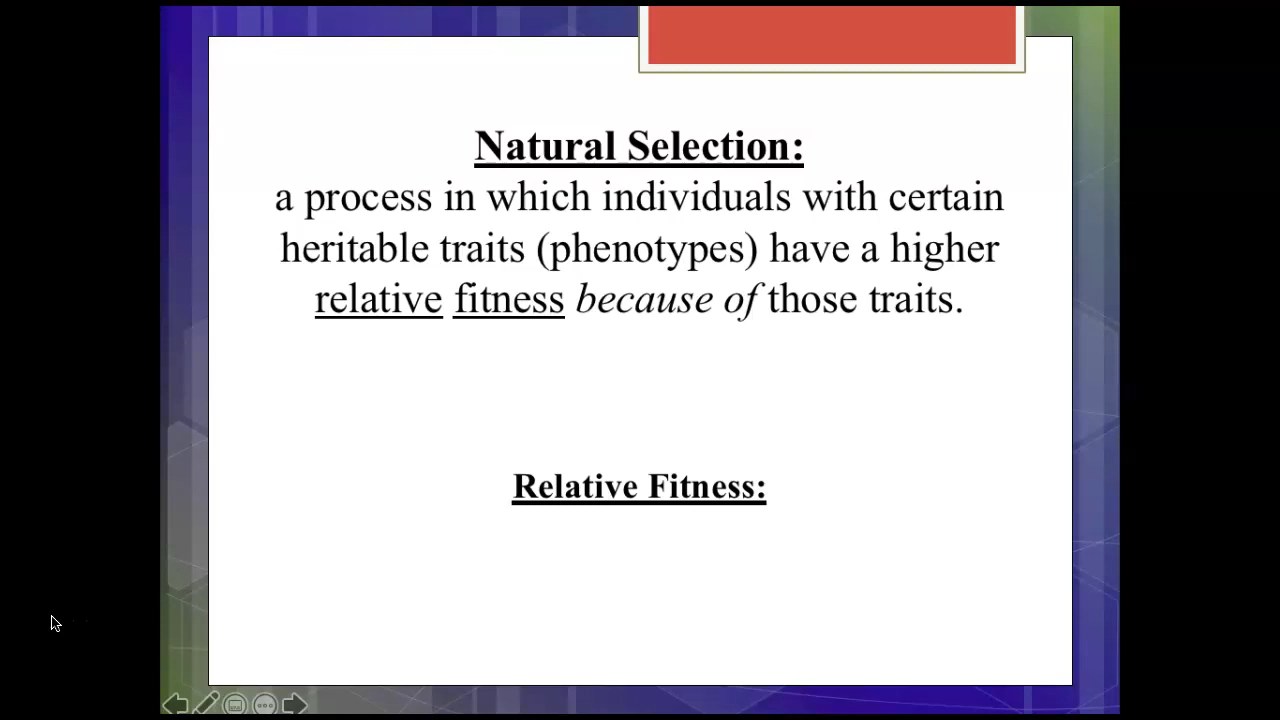 Natural Selection:
a process in which individuals with certain
heritable traits (phenotypes) have a higher
relative fitness because of those traits.
Relative Fitness: